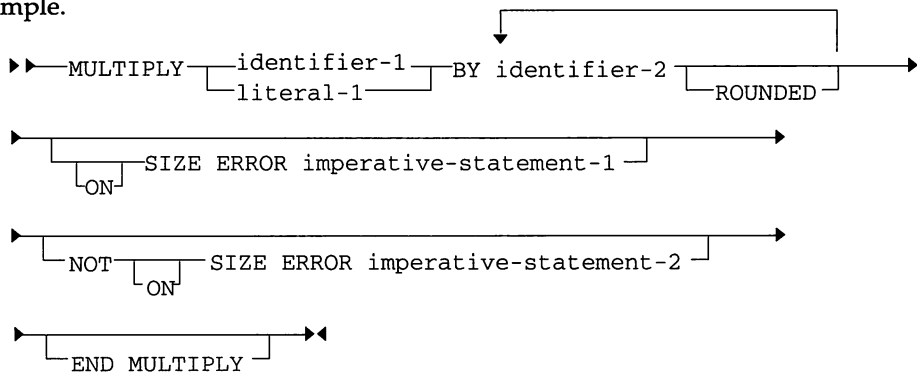 mple.
MULTIPLY identifier-1 BY identifier-2
literal-1 ROUNDED
SIZE ERROR imperative-statement-1
ON
NOT SIZE ERROR imperative-statement-2
ON
END MULTIPLY